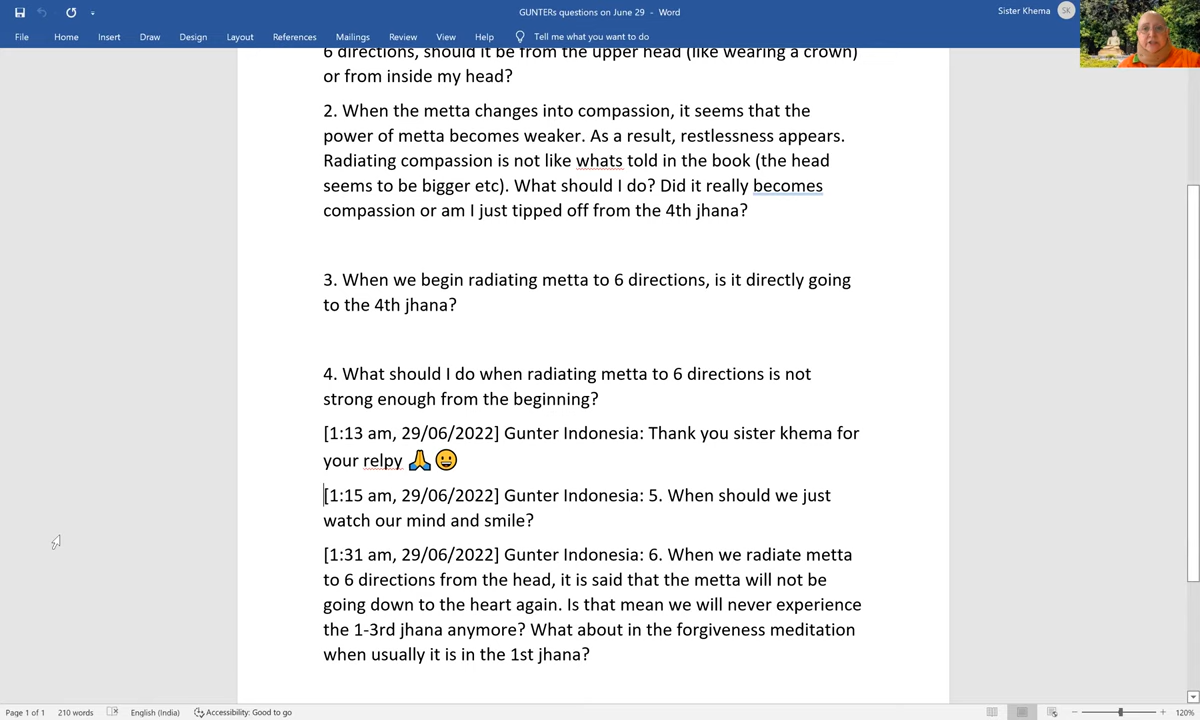 GUNTERs questions on June 29 - Word
Sister Khema
SK
File Home Insert Draw Design Layout References Mailings Review View Help Tell me what you want to do
6 directions, should it be from the upper head (like wearing a crown)
or from inside my head?
2. When the metta changes into compassion, it seems that the
power of metta becomes weaker. As a result, restlessness appears.
Radiating compassion is not like whats told in the book (the head
seems to be bigger etc). What should I do? Did it really becomes
compassion or am I just tipped off from the 4th jhana?
3. When we begin radiating metta to 6 directions, is it directly going
to the 4th jhana?
4. What should I do when radiating metta to 6 directions is not
strong enough from the beginning?
[1:13 am, 29/06/2022] Gunter Indonesia: Thank you sister khema for
your relpy 🙏😀
[1:15 am, 29/06/2022] Gunter Indonesia: 5. When should we just
watch our mind and smile?
[1:31 am, 29/06/2022] Gunter Indonesia: 6. When we radiate metta
to 6 directions from the head, it is said that the metta will not be
going down to the heart again. Is that mean we will never experience
the 1-3rd jhana anymore? What about in the forgiveness meditation
when usually it is in the 1st jhana?
Page 1 of 1 210 words English (India) Accessibility: Good to go 120%